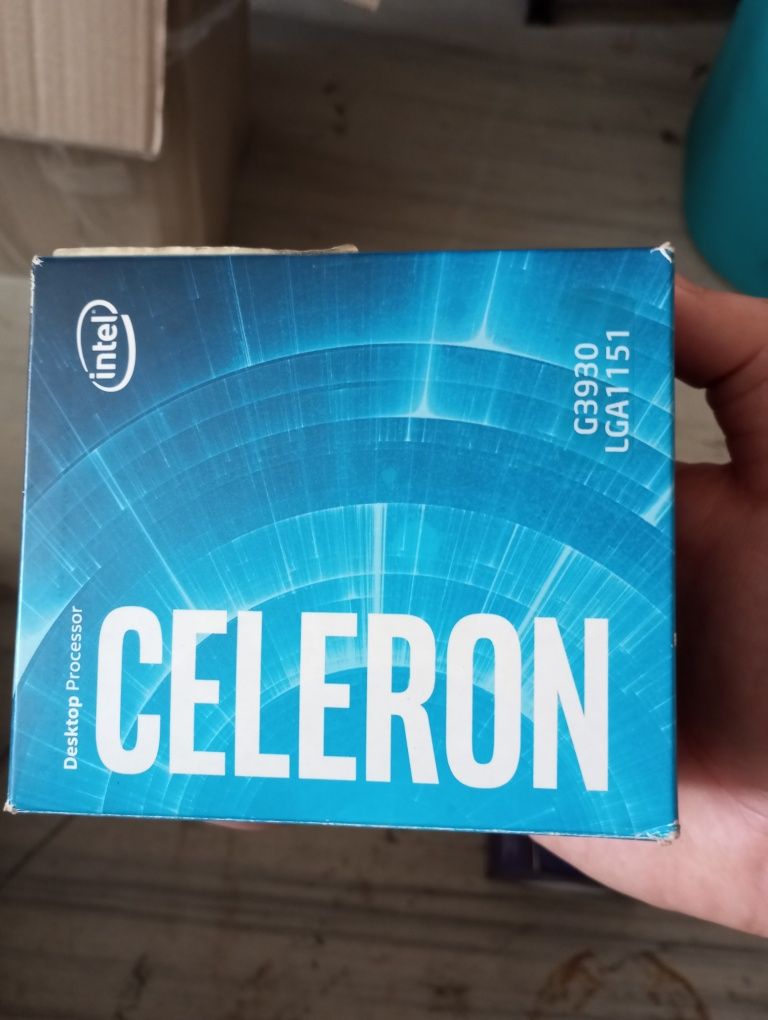 intel
G3930
LGA1151
Desktop Processor
CELERON